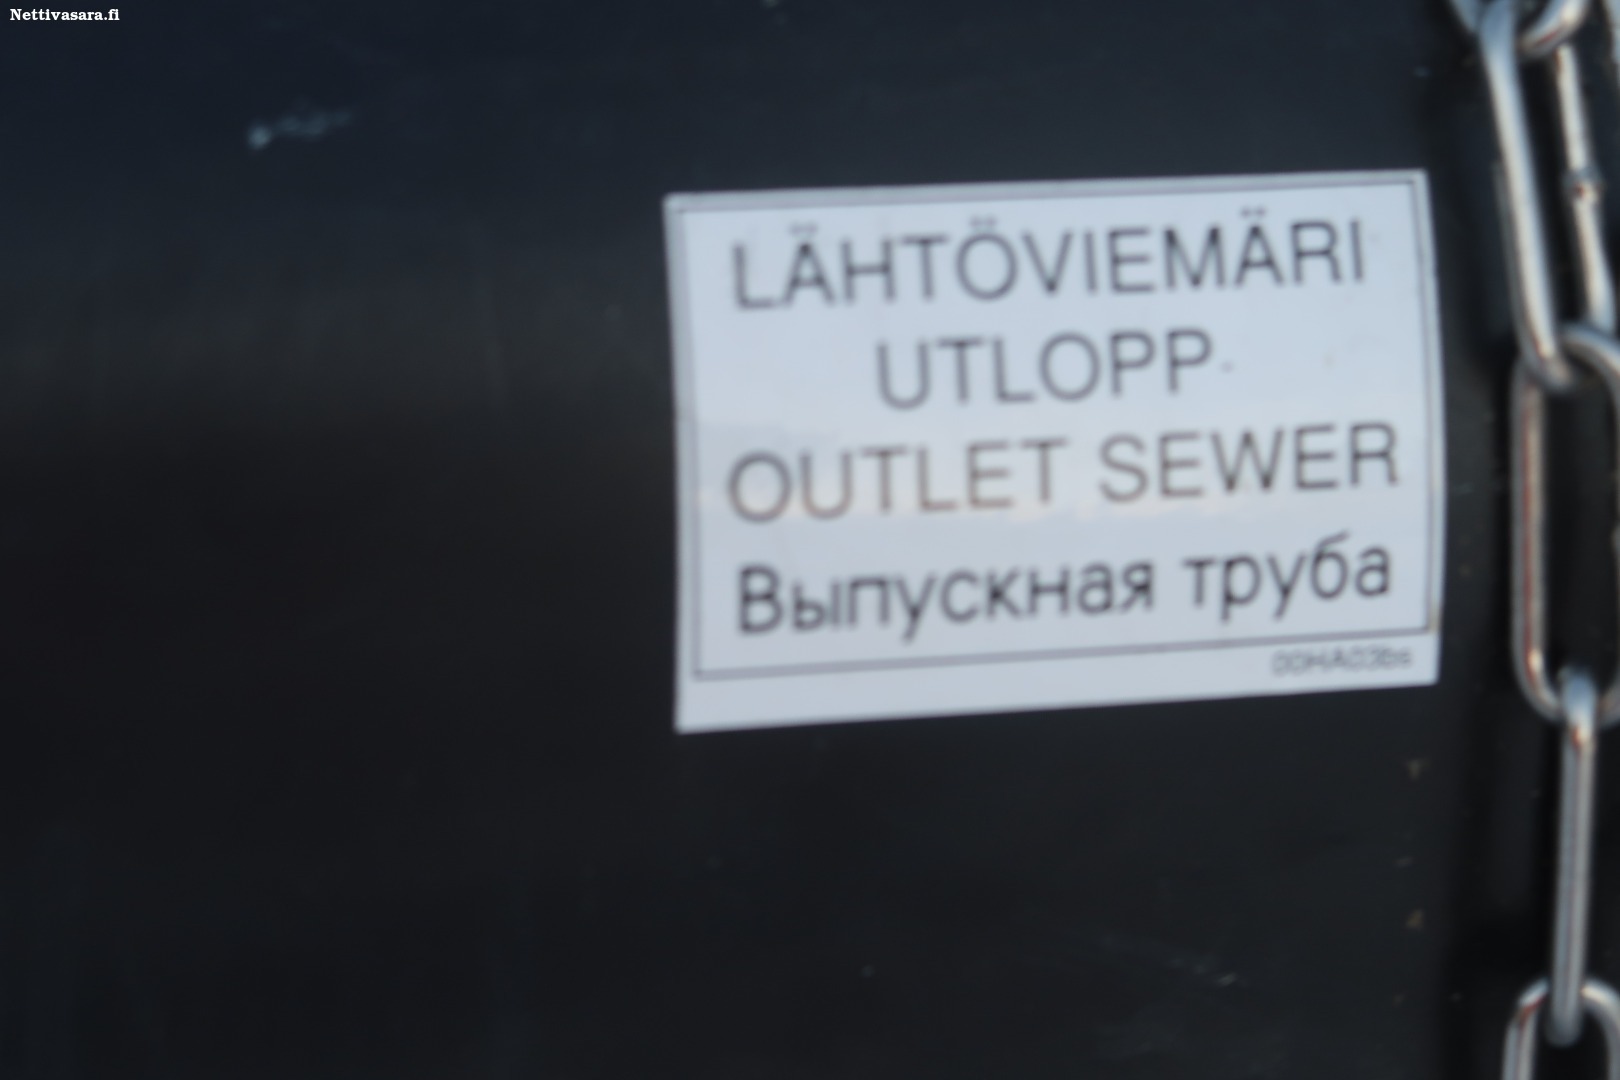 Nettivasara.fi
LÄHTÖVIEMÄRI
UTLOPP
OUTLET SEWER
Выпускная труба